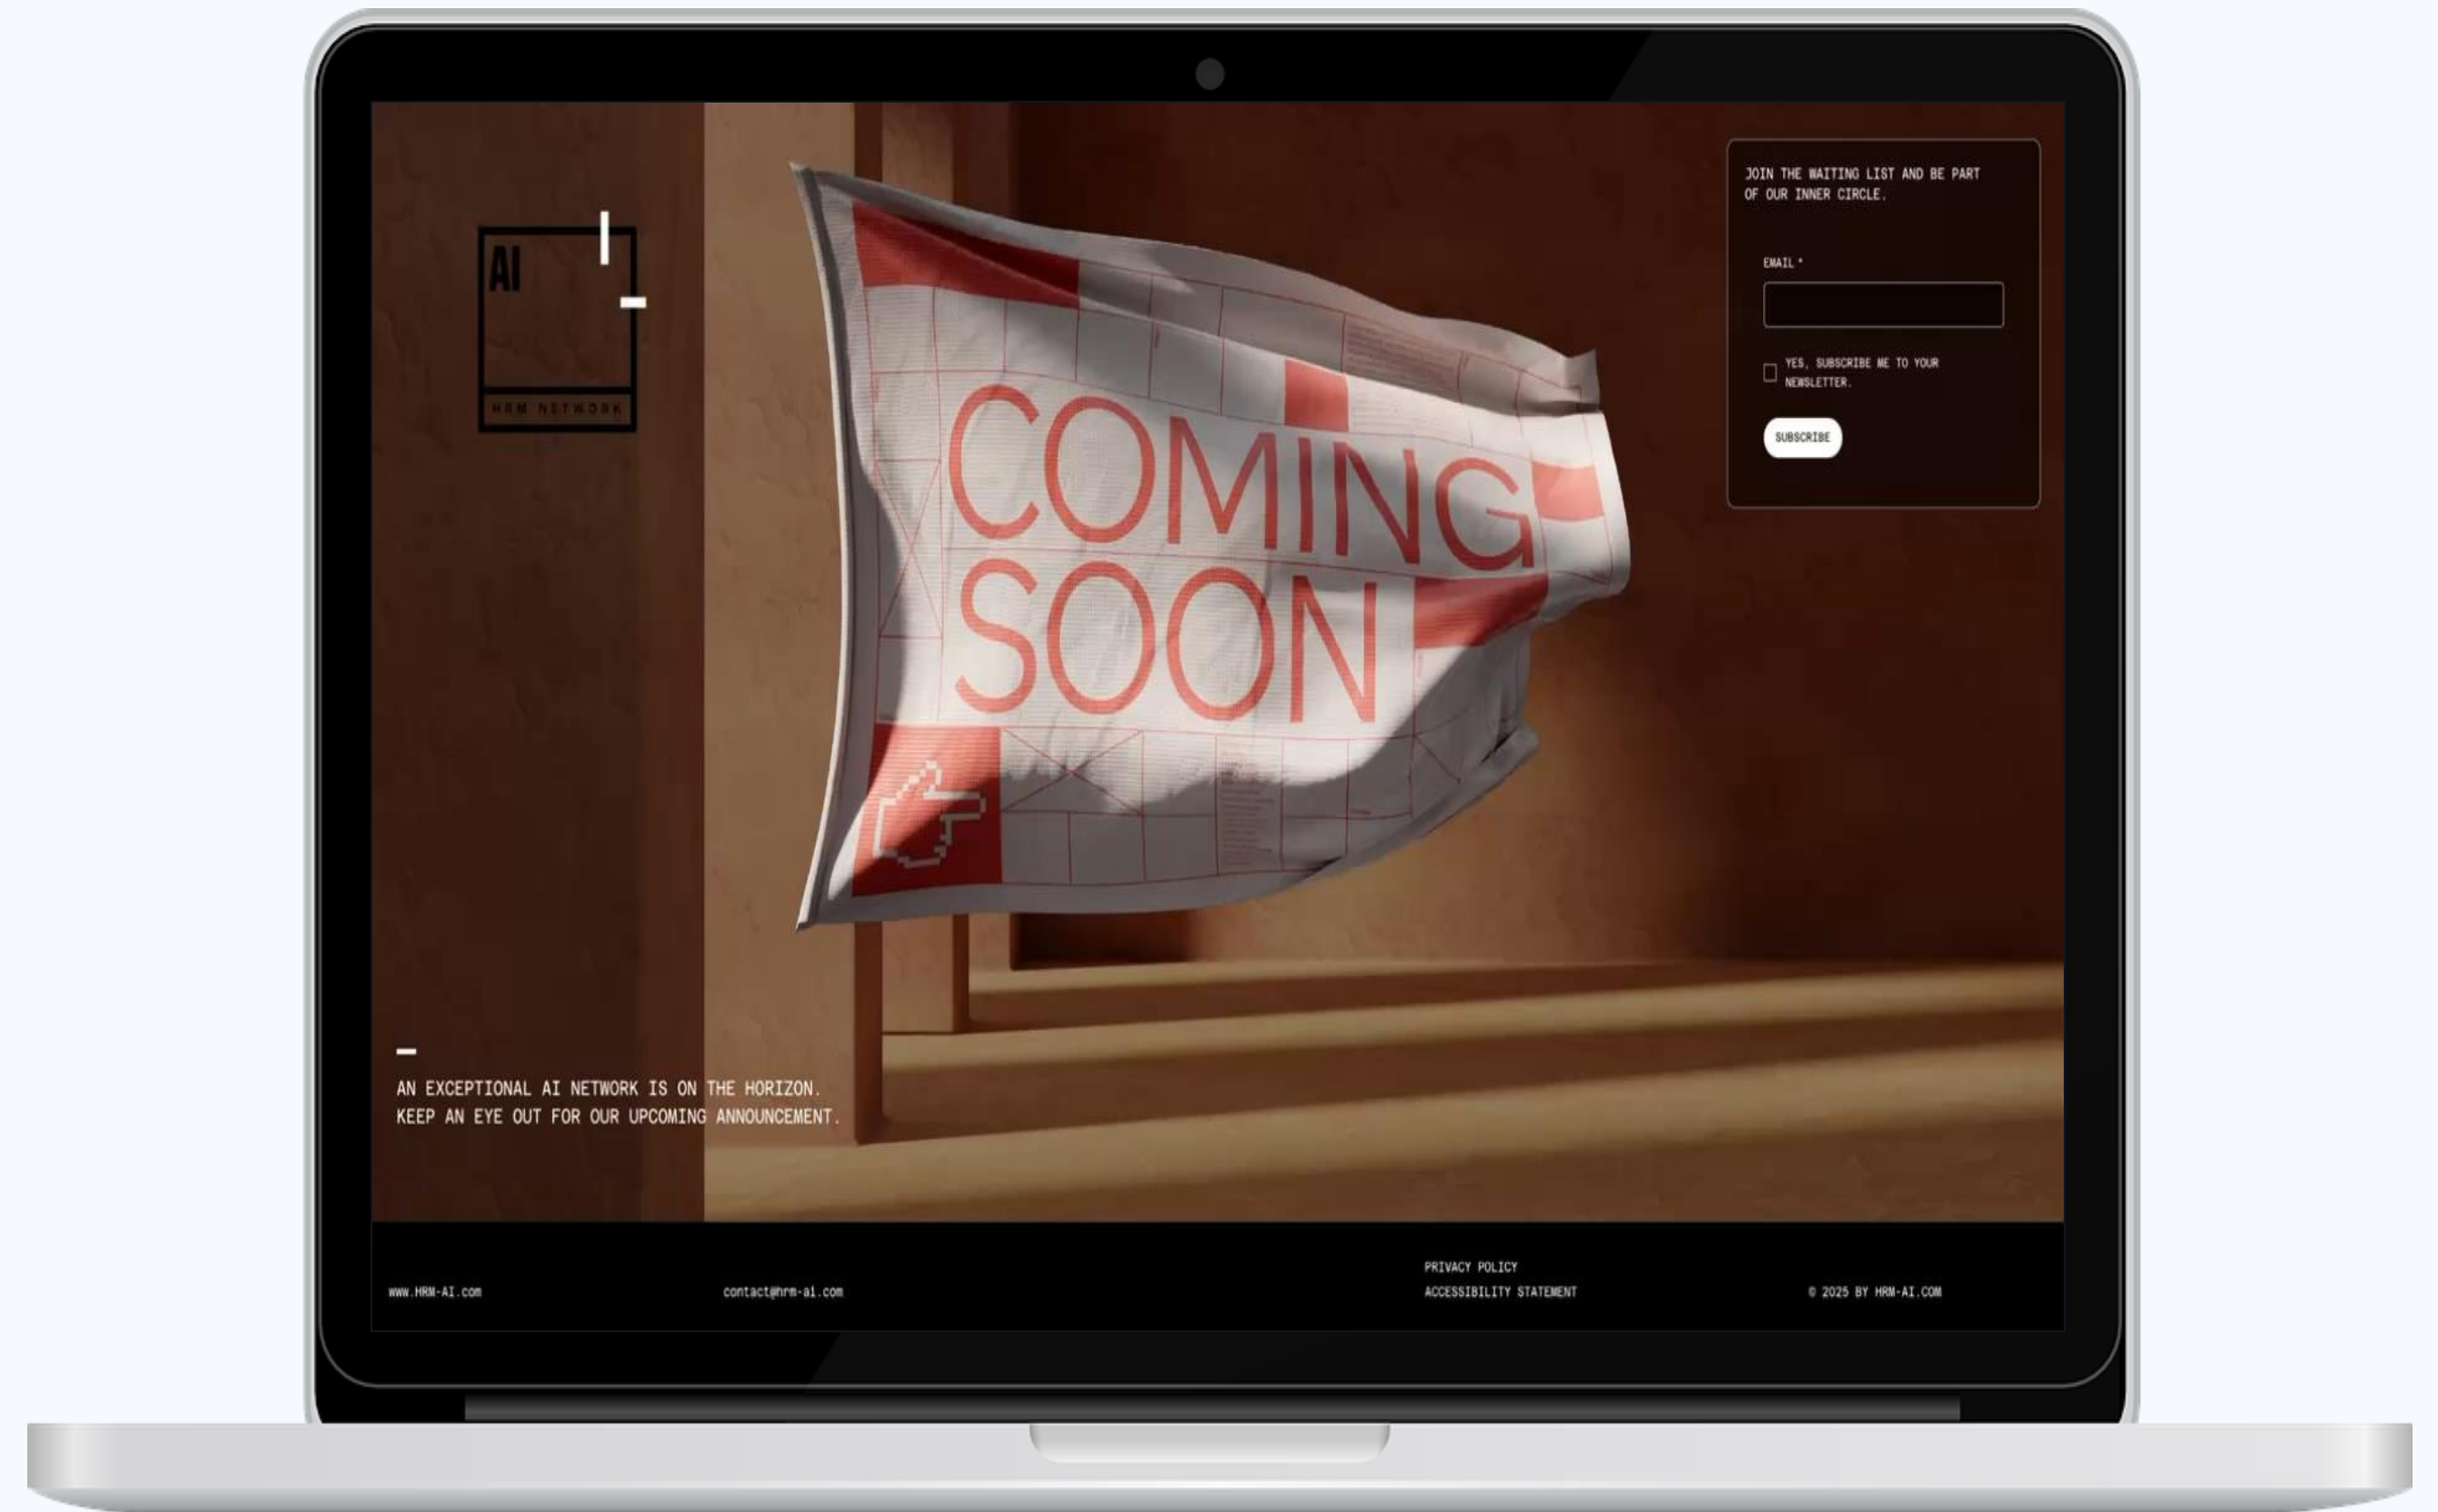 AI
HRM NETWORK
COMING
SOON
JOIN THE WAITING LIST AND BE PART
OF OUR INNER CIRCLE.
EMAIL *
YES, SUBSCRIBE ME TO YOUR
NEWSLETTER.
SUBSCRIBE
AN EXCEPTIONAL AI NETWORK IS ON THE HORIZON.
KEEP AN EYE OUT FOR OUR UPCOMING ANNOUNCEMENT.
www.HRM-AI.com
contact@hrm-ai.com
PRIVACY POLICY
ACCESSIBILITY STATEMENT
© 2025 BY HRM-AI.COM